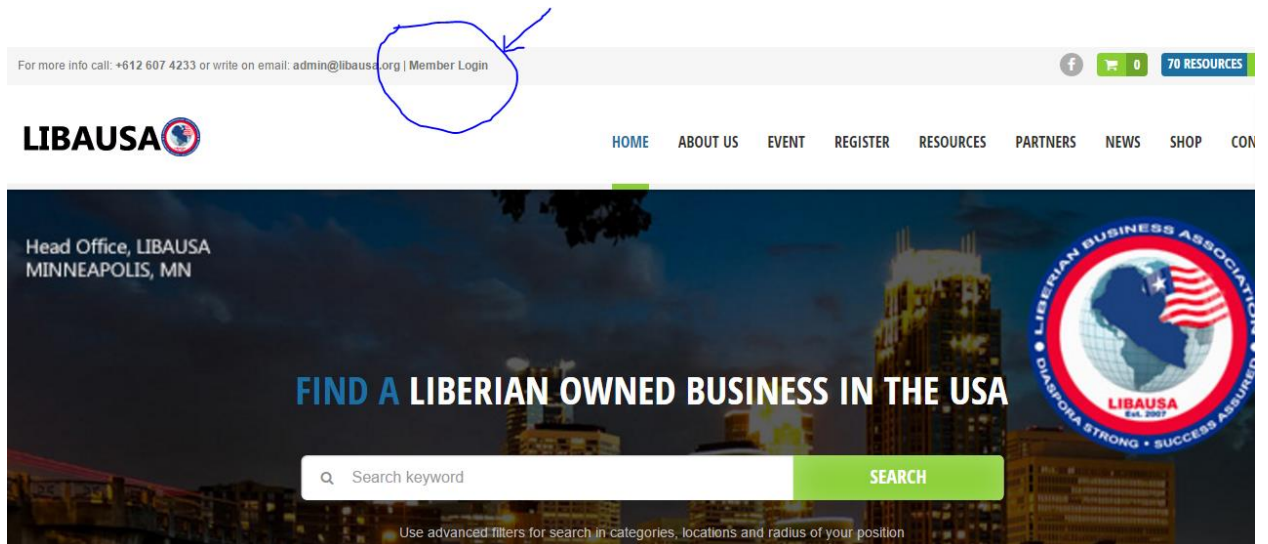 For more info call: +612 607 4233 or write on email: admin@libausa.org | Member Login
0
70 RESOURCES
LIBAUSA
HOME ABOUT US EVENT REGISTER RESOURCES PARTNERS NEWS SHOP CON
Head Office, LIBAUSA
MINNEAPOLIS, MN
LIBERIAN BUSINESS ASSOCIATION
DIASPORA STRONG • SUCCESS ASSURED
LIBAUSA
Est. 2007
FIND A LIBERIAN OWNED BUSINESS IN THE USA
Search keyword
SEARCH
Use advanced filters for search in categories, locations and radius of your position